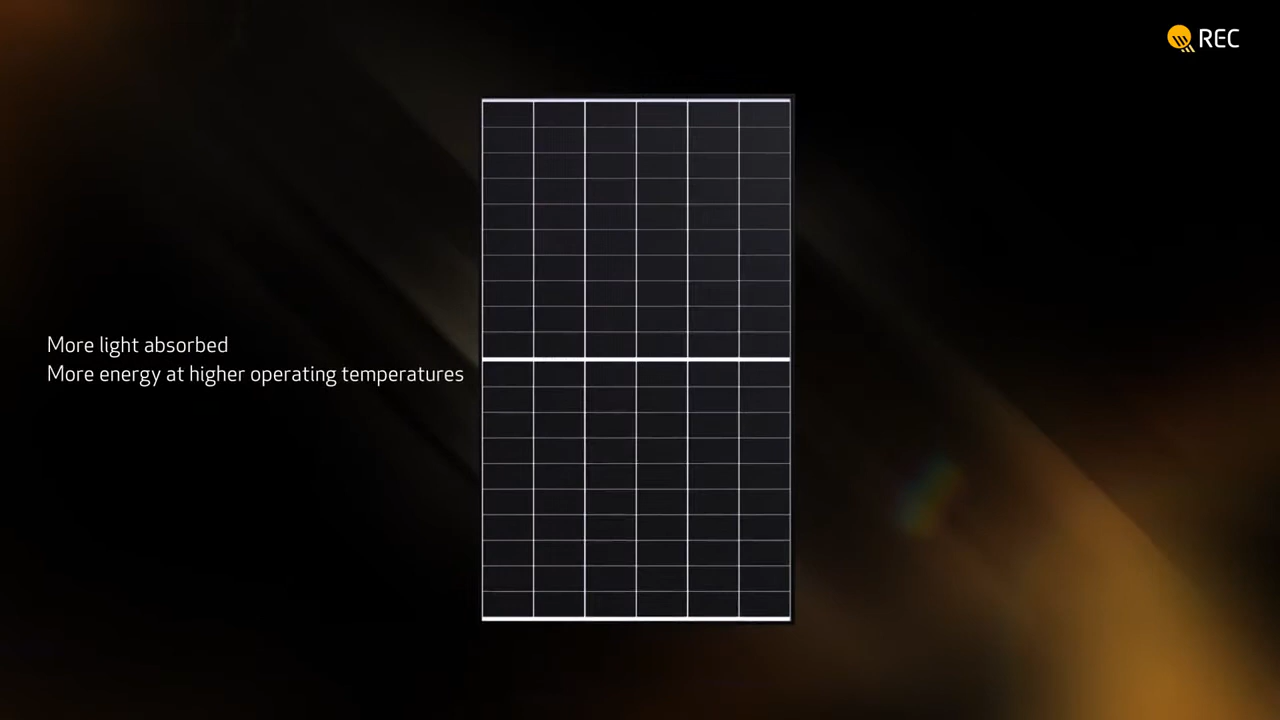 REC
More light absorbed
More energy at higher operating temperatures